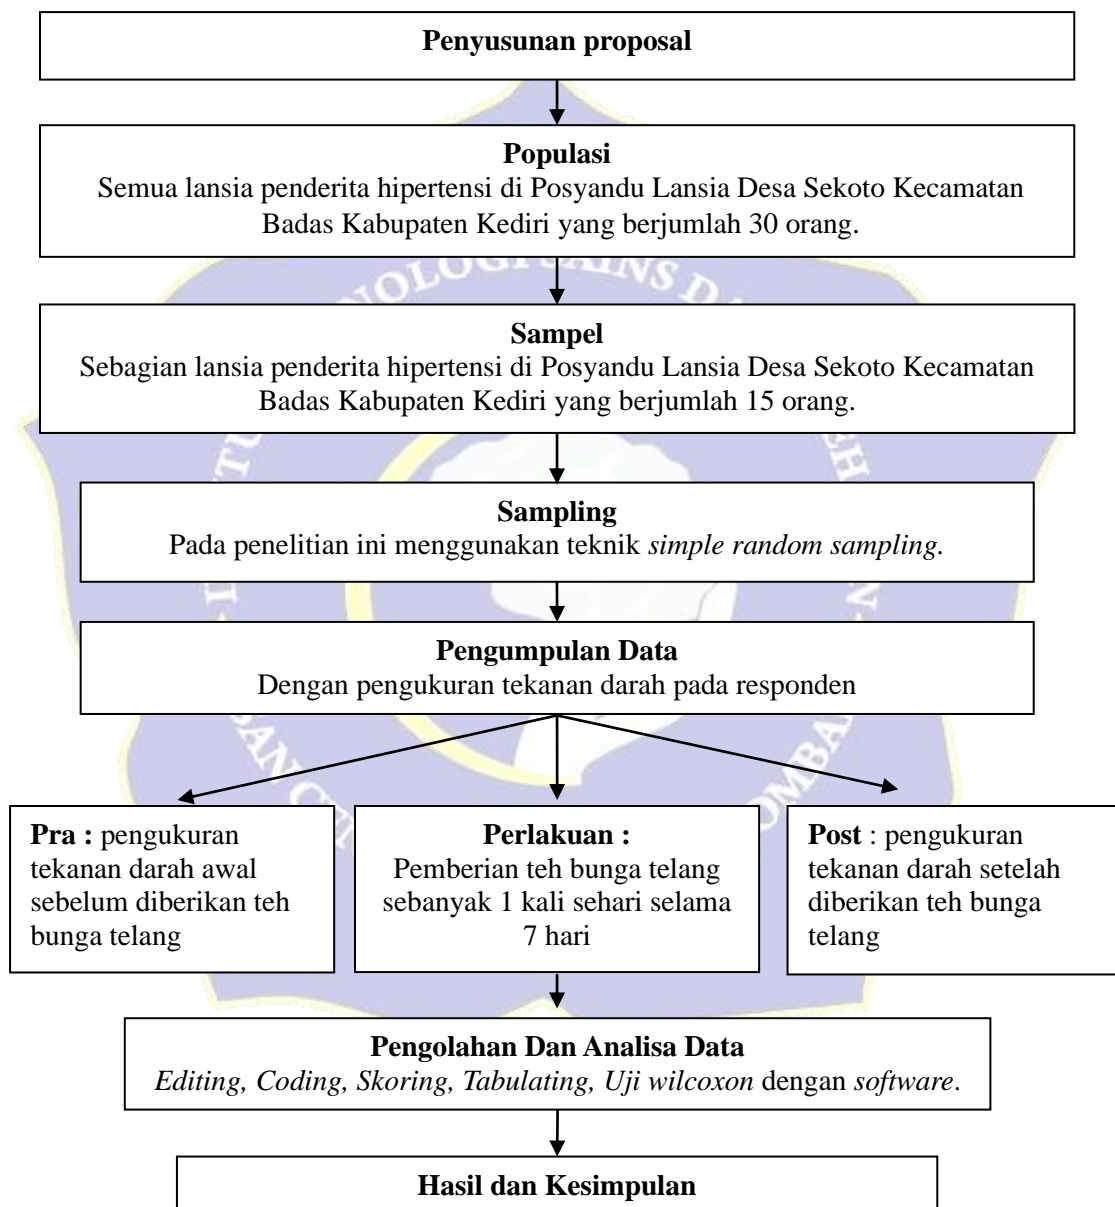 Penyusunan proposal
Populasi
Semua lansia penderita hipertensi di Posyandu Lansia Desa Sekoto Kecamatan
Badas Kabupaten Kediri yang berjumlah 30 orang.
Sampel
Sebagian lansia penderita hipertensi di Posyandu Lansia Desa Sekoto Kecamatan
Badas Kabupaten Kediri yang berjumlah 15 orang.
Sampling
Pada penelitian ini menggunakan teknik simple random sampling.
Pengumpulan Data
Dengan pengukuran tekanan darah pada responden
Pra : pengukuran
tekanan darah awal
sebelum diberikan teh
bunga telang
Perlakuan :
Pemberian teh bunga telang
sebanyak 1 kali sehari selama
7 hari
Post : pengukuran
tekanan darah setelah
diberikan teh bunga
telang
Pengolahan Dan Analisa Data
Editing, Coding, Skoring, Tabulating, Uji wilcoxon dengan software.
Hasil dan Kesimpulan